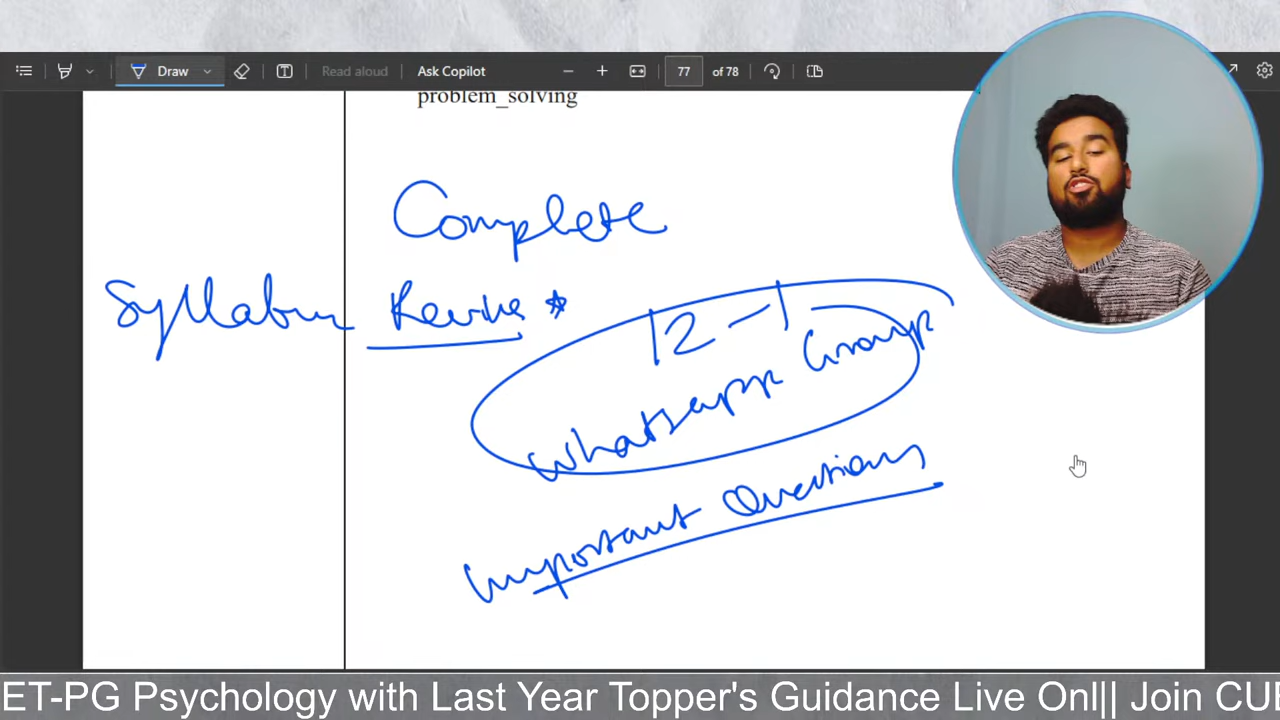 Draw
Read aloud
Ask Copilot
77 of 78
problem_solving
Complete
Syllabus Revise
12-1
Whatsapp Group
Important Questions
ET-PG Psychology with Last Year Topper's Guidance Live Onl|| Join CUE